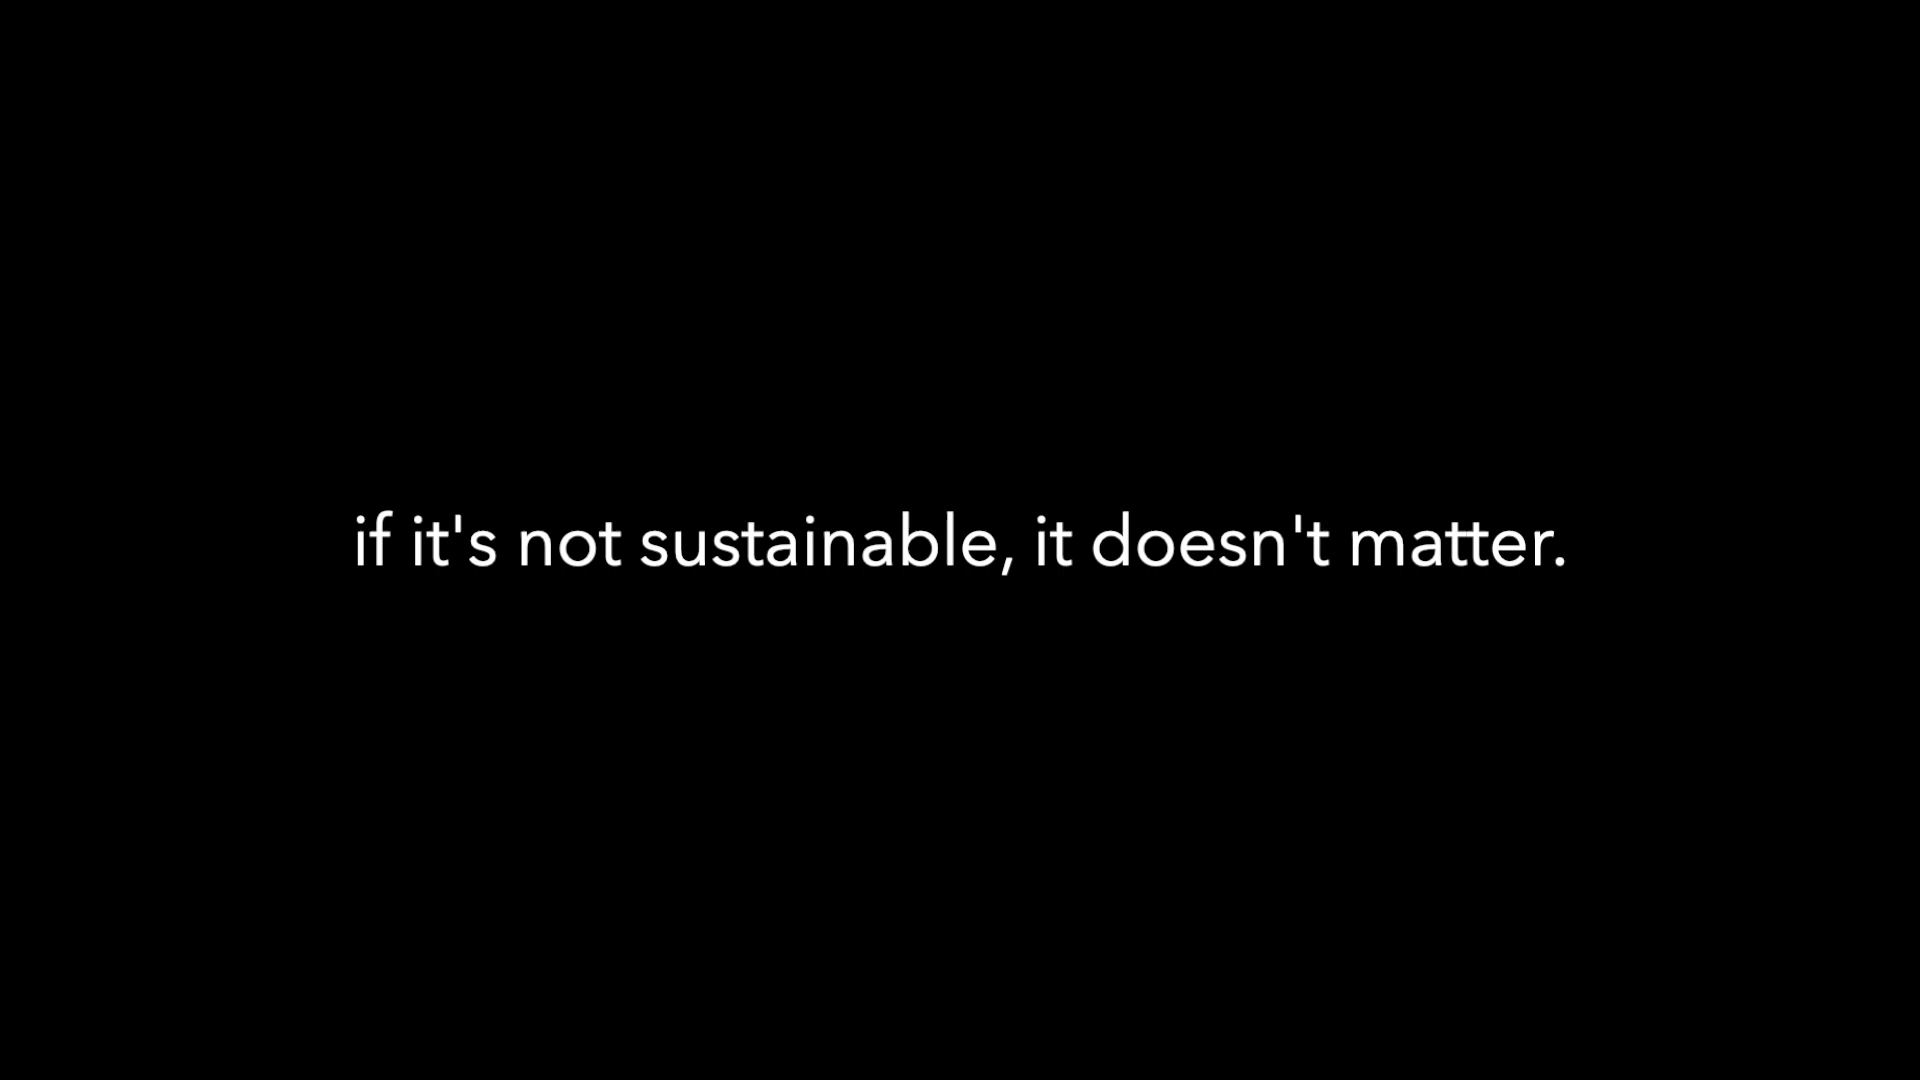 if it's not sustainable, it doesn't matter.